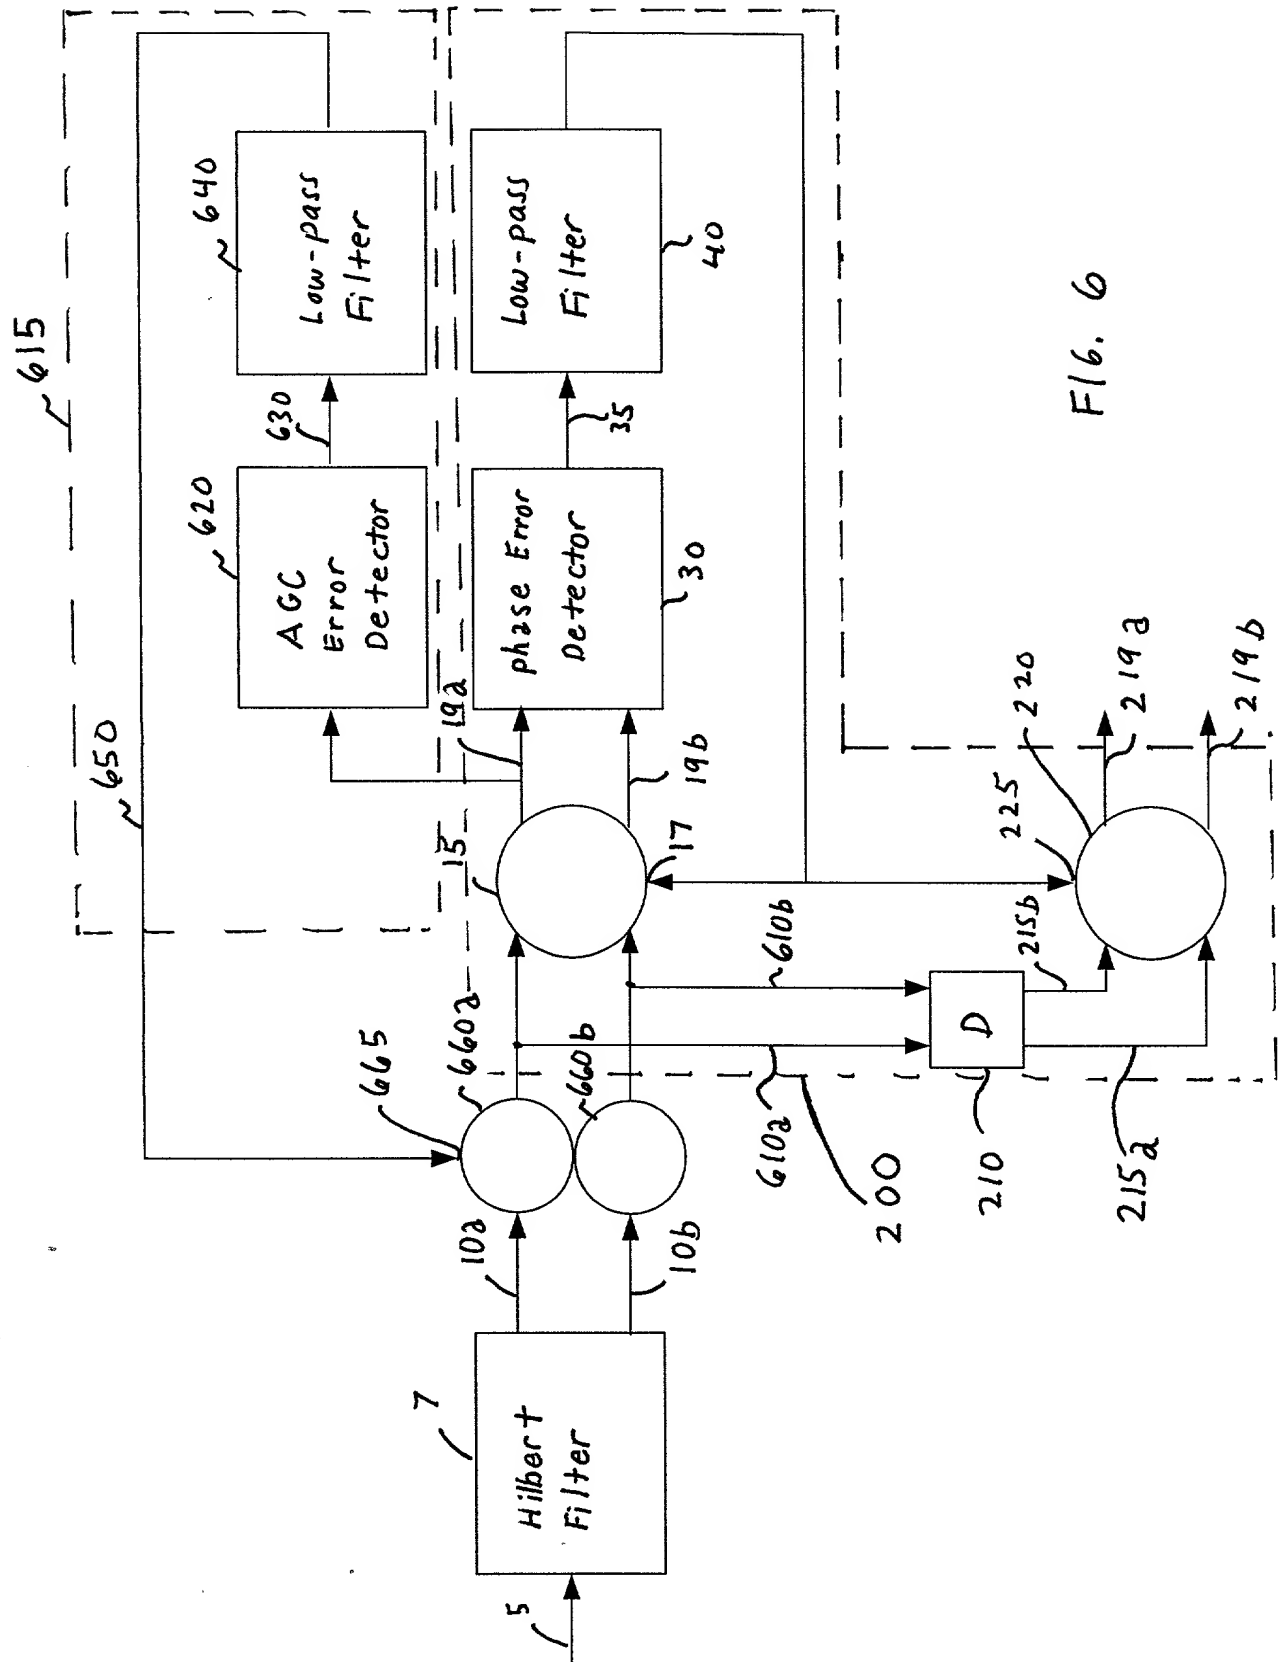 615
650
620
AGC
Error
Detector
630
640
Low-pass
Filter
665
660a
15
19a
phase Error
Detector
30
35
Low-pass
Filter
40
5
7
Hilbert
Filter
10a
10b
660b
17
19b
610a
610b
200
210
D
215a
215b
225
220
219a
219b
FIG. 6